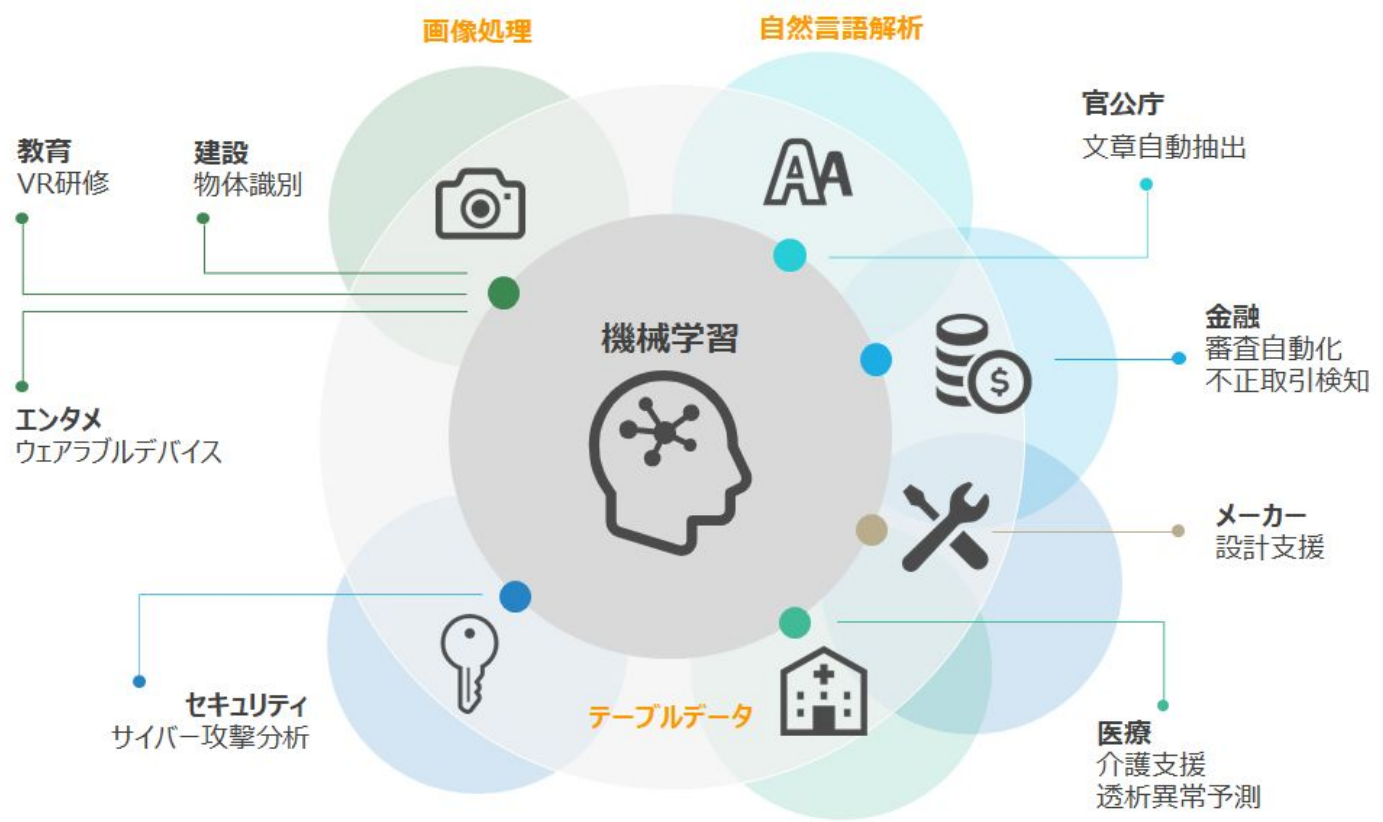 画像処理
自然言語解析
教育
VR研修
建設
物体識別
官公庁
文章自動抽出
機械学習
金融
審査自動化
不正取引検知
$
エンタメ
ウェアラブルデバイス
メーカー
設計支援
セキュリティ
サイバー攻撃分析
テーブルデータ
医療
介護支援
透析異常予測
AA